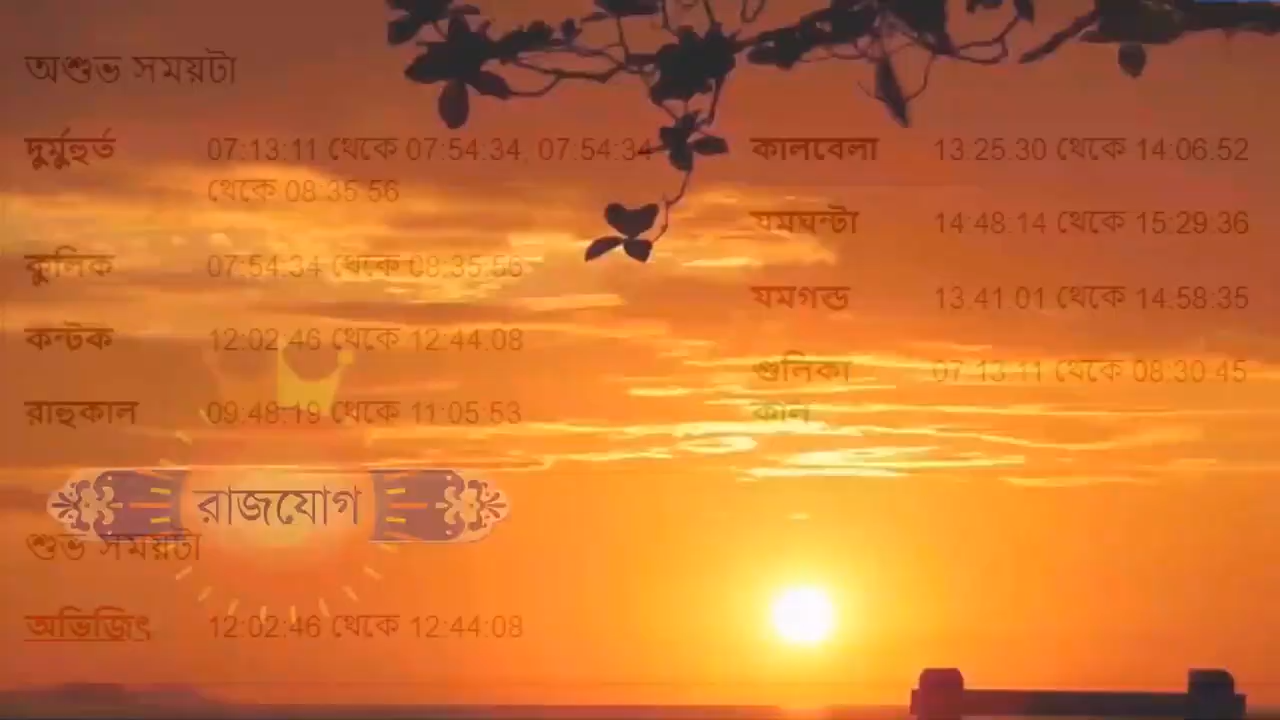 অশুভ সময়টা
দুর্মুহুর্ত 07:13:11 থেকে 07:54:34, 07:54:34
থেকে 08:35:56
কালবেলা 13:25:30 থেকে 14:06:52
কুলিক 07:54:34 থেকে 08:35:56
যমঘন্টা 14:48:14 থেকে 15:29:36
কন্টক 12:02:46 থেকে 12:44:08
যমগন্ড 13:41:01 থেকে 14:58:35
রাহুকাল 09:48:19 থেকে 11:05:53
গুলিকা 07:13:11 থেকে 08:30:45
কাল
রাজযোগ
শুভ সময়টা
অভিজিৎ 12:02:46 থেকে 12:44:08